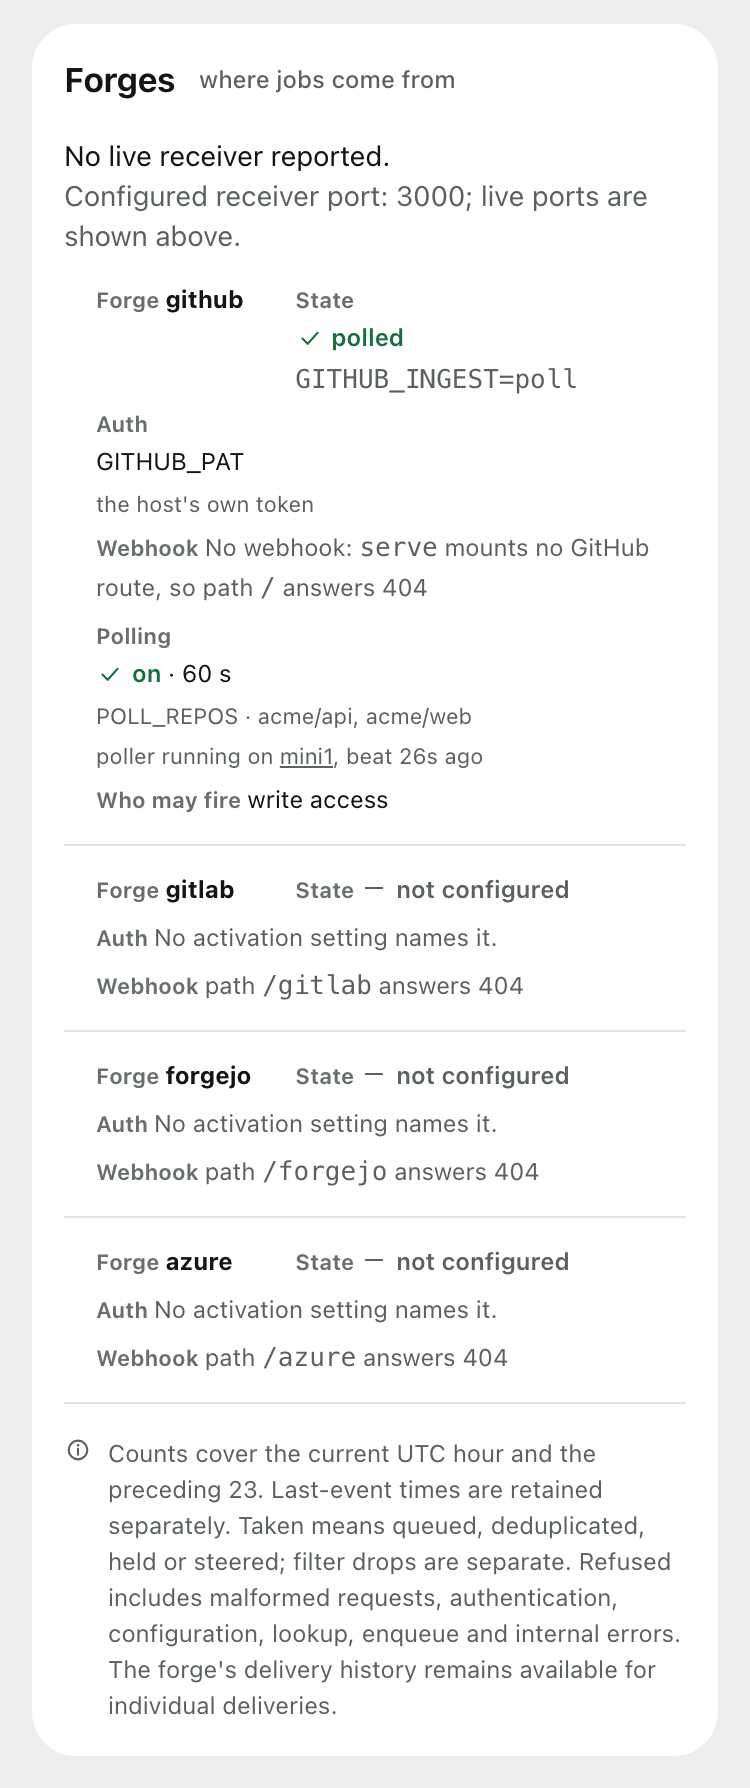 Forges where jobs come from
No live receiver reported.
Configured receiver port: 3000; live ports are
shown above.
Forge github State
✓ polled
GITHUB_INGEST=poll
Auth
GITHUB_PAT
the host's own token
Webhook No webhook: serve mounts no GitHub
route, so path / answers 404
Polling
✓ on · 60 s
POLL_REPOS · acme/api, acme/web
poller running on mini1, beat 26s ago
Who may fire write access
Forge gitlab State — not configured
Auth No activation setting names it.
Webhook path /gitlab answers 404
Forge forgejo State — not configured
Auth No activation setting names it.
Webhook path /forgejo answers 404
Forge azure State — not configured
Auth No activation setting names it.
Webhook path /azure answers 404
Counts cover the current UTC hour and the
preceding 23. Last-event times are retained
separately. Taken means queued, deduplicated,
held or steered; filter drops are separate. Refused
includes malformed requests, authentication,
configuration, lookup, enqueue and internal errors.
The forge's delivery history remains available for
individual deliveries.